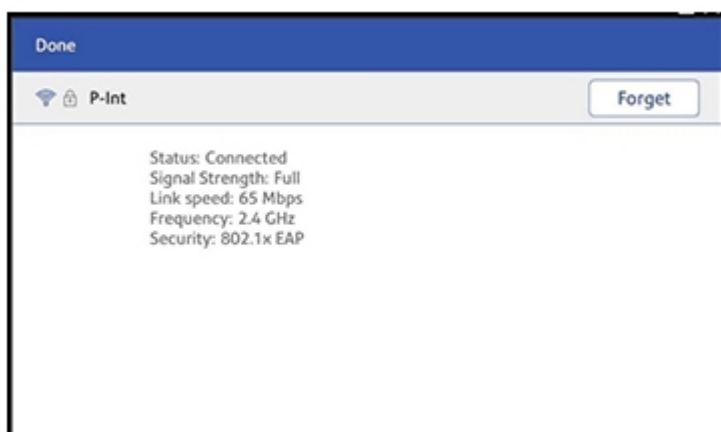 Done
P-Int
Forget
Status: Connected
Signal Strength: Full
Link speed: 65 Mbps
Frequency: 2.4 GHz
Security: 802.1x EAP